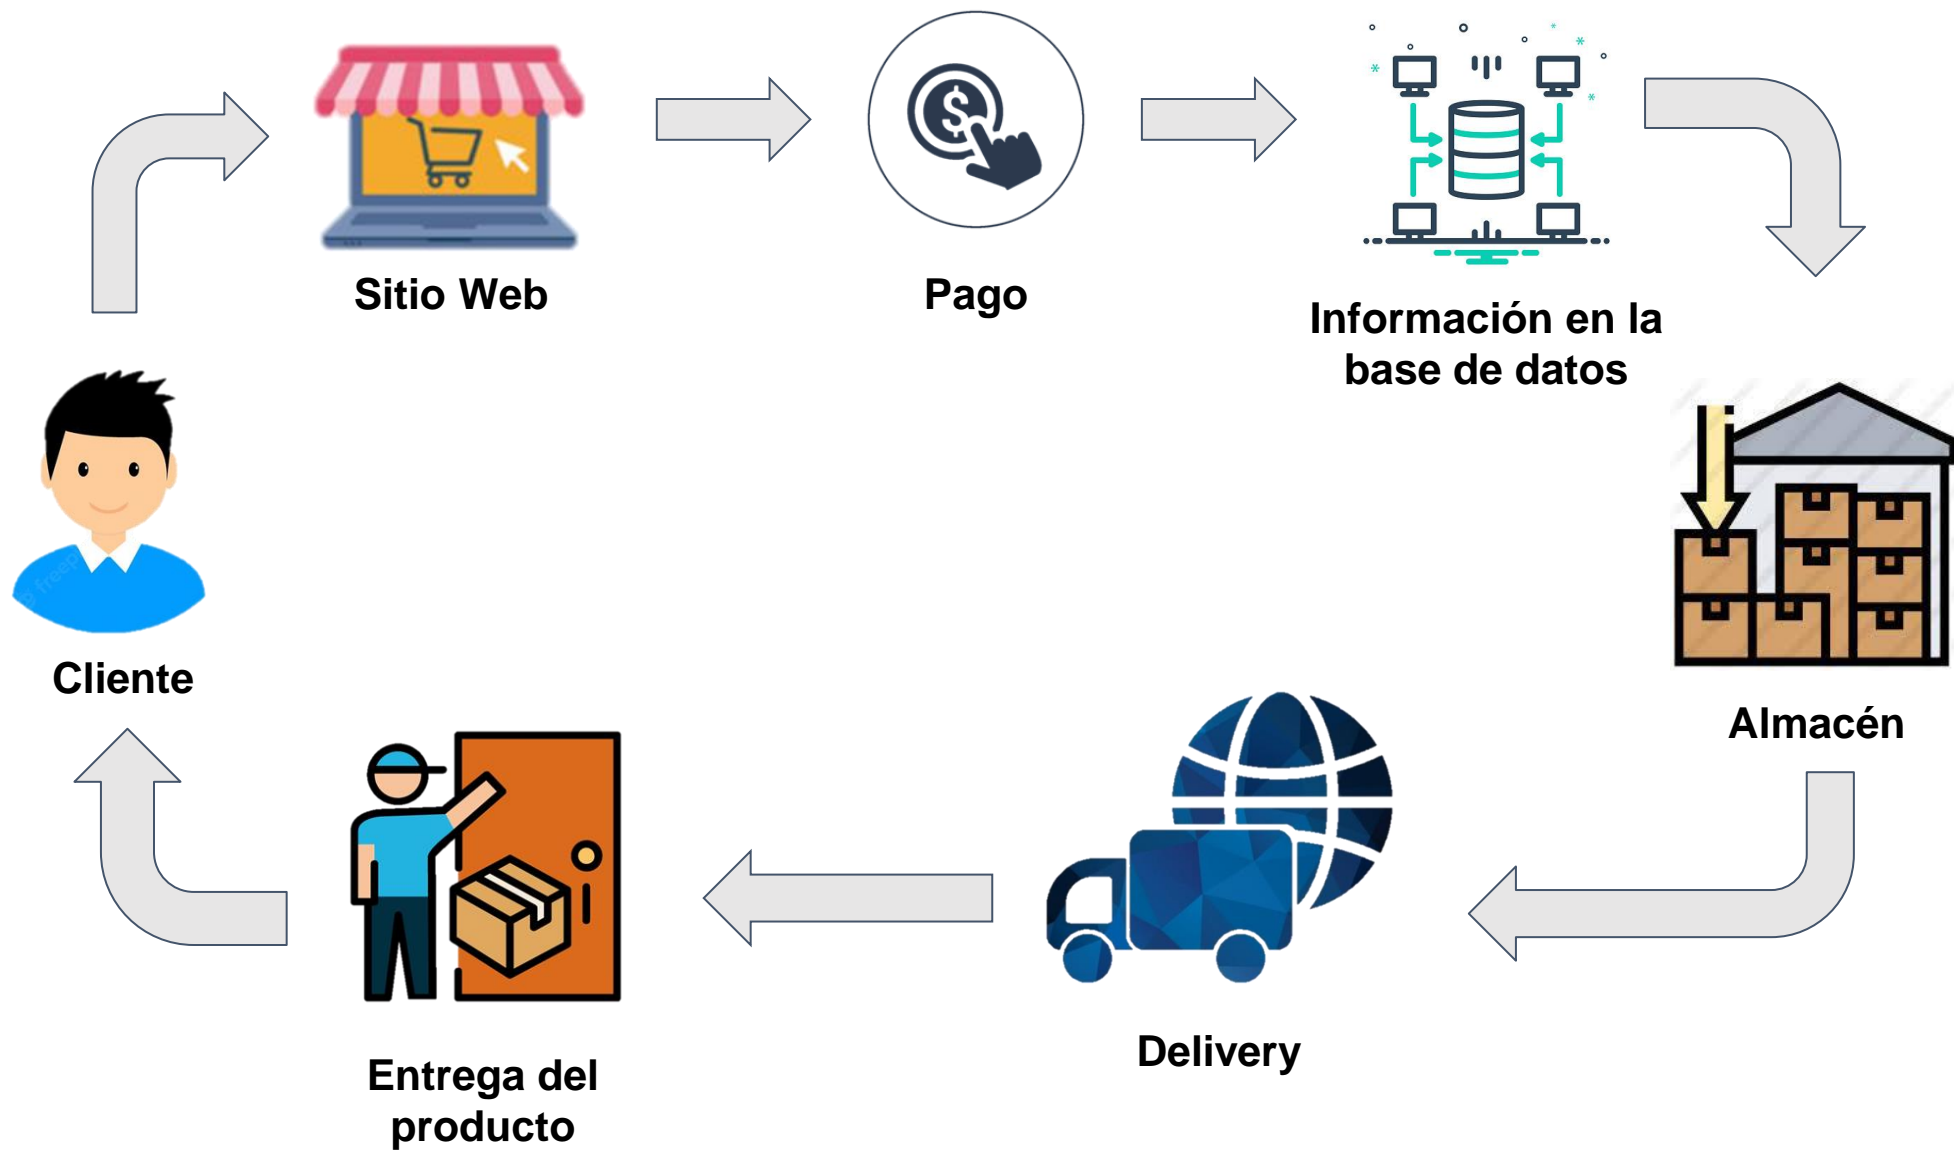 Sitio Web
Pago
Información en la
base de datos
Cliente
Almacén
Delivery
Entrega del
producto